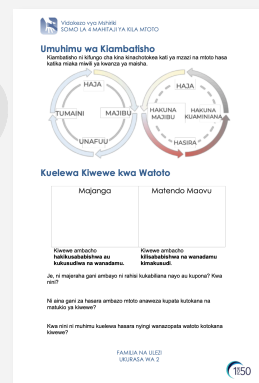 Vidokezo vya Mshiriki
SOMO LA 4 MAHITAJI YA KILA MTOTO
Umuhimu wa Kiambatisho
Kiambatisho ni kifungo cha kina kinachotokea kati ya mzazi na mtoto hasa
katika miaka miwili ya kwanza ya maisha.
HAJA
TUMAINI
MAJIBU
UNAFUU
HAJA
HAKUNA
MAJIBU
HAKUNA
KUAMINIANA
HASIRA
Kuelewa Kiwewe kwa Watoto
Majanga
Matendo Maovu
Kiwewe ambacho
hakikusababishwa au
kukusudiwa na wanadamu.
Kiwewe ambacho
kilisababishwa na wanadamu
kimakusudi.
Je, ni majeraha gani ambayo ni rahisi kukabiliana nayo au kupona? Kwa
nini?
Ni aina gani za hasara ambazo mtoto anaweza kupata kutokana na
matukio ya kiwewe?
Kwa nini ni muhimu kuelewa hasara nyingi wanazopata watoto kutokana
kiwewe?
FAMILIA NA ULEZI
UKURASA WA 2